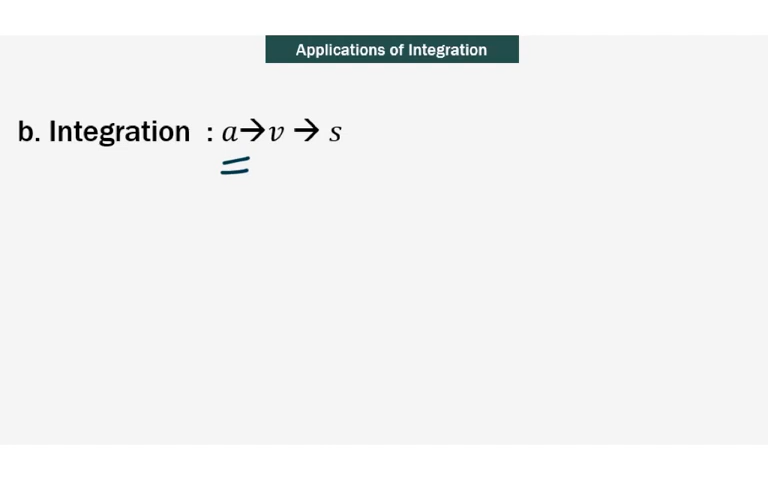 Applications of Integration
b. Integration : a→v → s